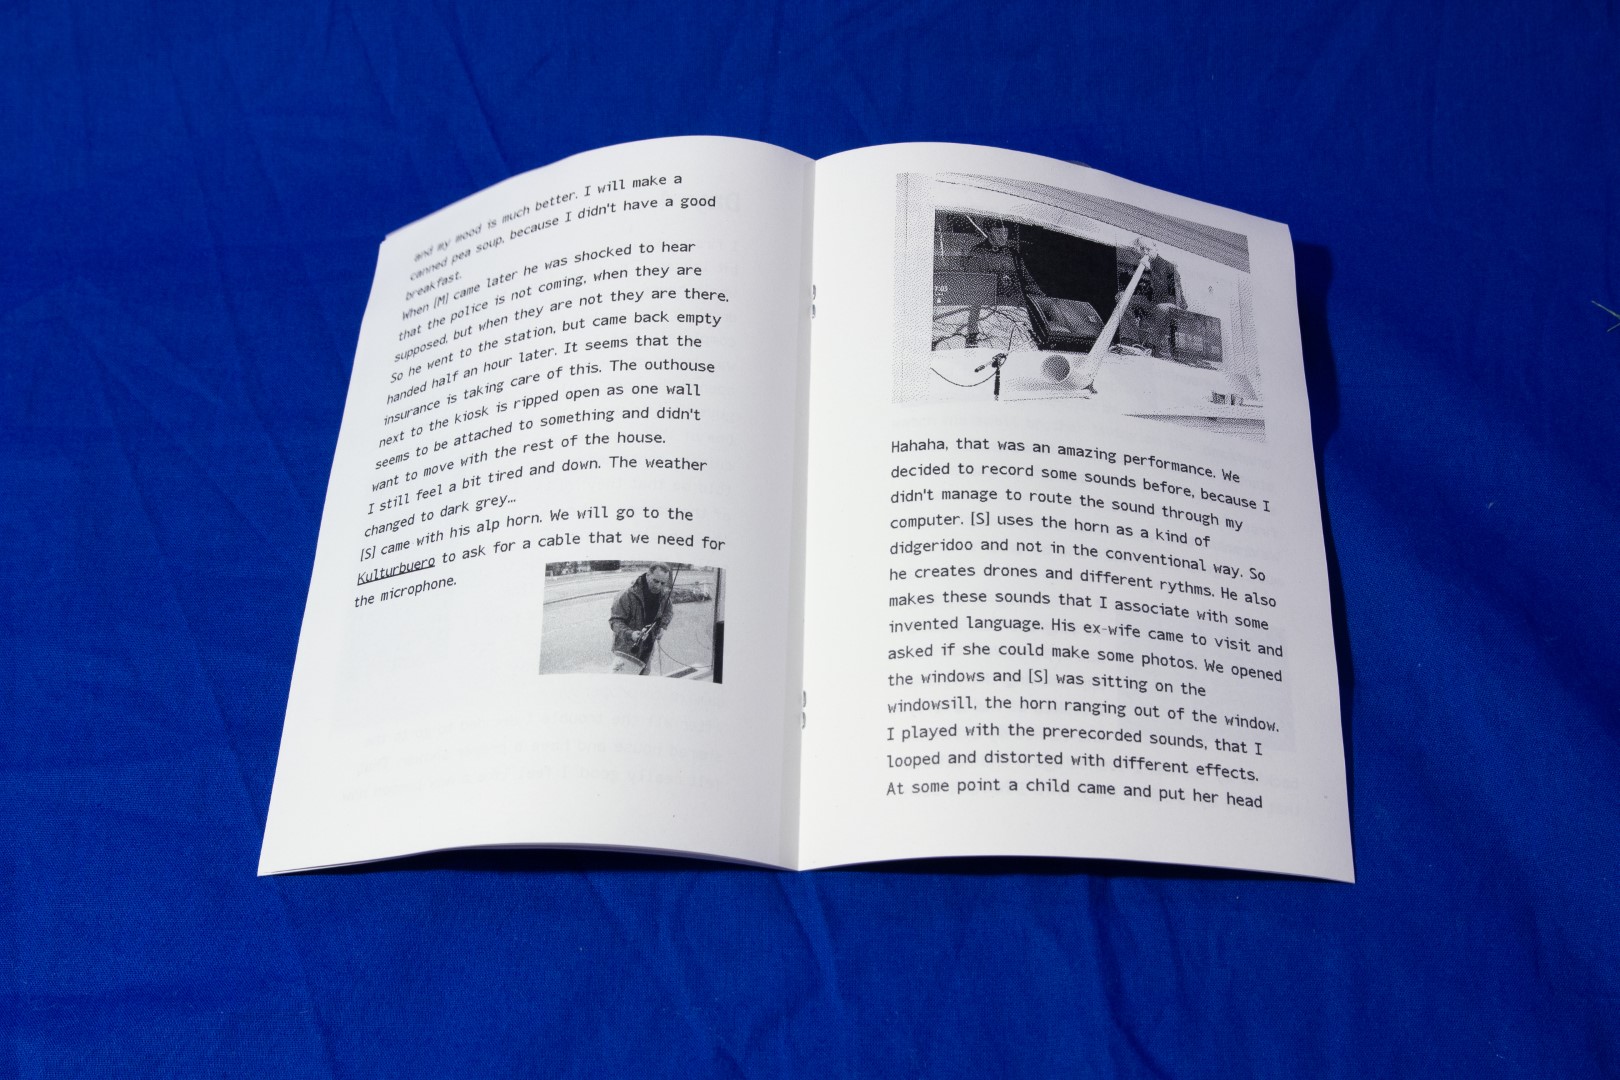 and my mood is much better. I will make a
canned pea soup, because I didn't have a good
breakfast.
When [M] came later he was shocked to hear
that the police is not coming, when they are
supposed, but when they are not they are there.
So he went to the station, but came back empty
handed half an hour later. It seems that the
insurance is taking care of this. The outhouse
next to the kiosk is ripped open as one wall
seems to be attached to something and didn't
want to move with the rest of the house.
I still feel a bit tired and down. The weather
changed to dark grey…
[S] came with his alp horn. We will go to the
Kulturbuero to ask for a cable that we need for
the microphone.
Hahaha, that was an amazing performance. We
decided to record some sounds before, because I
didn't manage to route the sound through my
computer. [S] uses the horn as a kind of
didgeridoo and not in the conventional way. So
he creates drones and different rythms. He also
makes these sounds that I associate with some
invented language. His ex-wife came to visit and
asked if she could make some photos. We opened
the windows and [S] was sitting on the
windowsill, the horn ranging out of the window.
I played with the prerecorded sounds, that I
looped and distorted with different effects.
At some point a child came and put her head